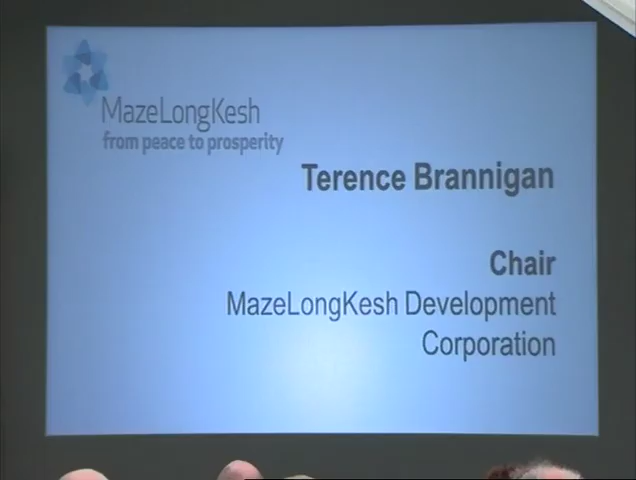 MazeLongKesh
from peace to prosperity
Terence Brannigan
Chair
MazeLongKesh Development
Corporation